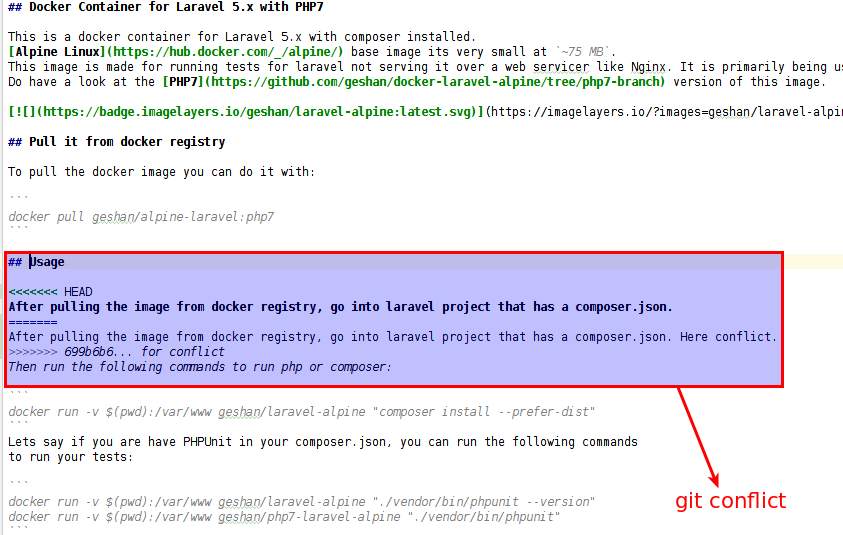 ## Docker Container for Laravel 5.x with PHP7
This is a docker container for Laravel 5.x with composer installed.
[Alpine Linux](https://hub.docker.com/_/alpine/) base image its very small at `~75 MB`.
This image is made for running tests for laravel not serving it over a web servicer like Nginx. It is primarily being
Do have a look at the [PHP7](https://github.com/geshan/docker-laravel-alpine/tree/php7-branch) version of this image.
[![](https://badge.imagelayers.io/geshan/laravel-alpine:latest.svg)](https://imagelayers.io/?images=geshan/laravel-alpin
## Pull it from docker registry
To pull the docker image you can do it with:
```
docker pull geshan/alpine-laravel:php7
```
## Usage
<<<<<<< HEAD
After pulling the image from docker registry, go into laravel project that has a composer.json.
=======
After pulling the image from docker registry, go into laravel project that has a composer.json. Here conflict.
>>>>>>> 699b6b6... for conflict
Then run the following commands to run php or composer:
```
docker run -v $(pwd):/var/www geshan/laravel-alpine "composer install --prefer-dist"
```
Lets say if you are have PHPUnit in your composer.json, you can run the following commands
to run your tests:
```
docker run -v $(pwd):/var/www geshan/laravel-alpine "./vendor/bin/phpunit --version"
docker run -v $(pwd):/var/www geshan/php7-laravel-alpine "./vendor/bin/phpunit"
```
git conflict